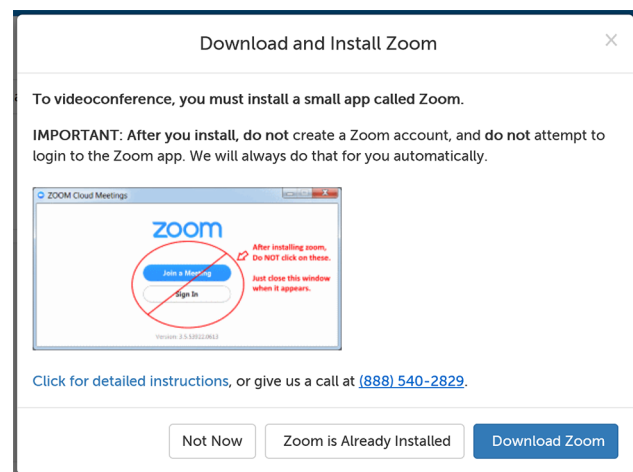 Download and Install Zoom
×
To videoconference, you must install a small app called Zoom.
IMPORTANT: After you install, do not create a Zoom account, and do not attempt to
login to the Zoom app. We will always do that for you automatically.
ZOOM Cloud Meetings
zoom
After installing zoom,
Do NOT click on these.
Join a Meeting
Just close this window
when it appears.
Sign In
Click for detailed instructions, or give us a call at (888) 540-2829.
Not Now
Zoom is Already Installed
Download Zoom